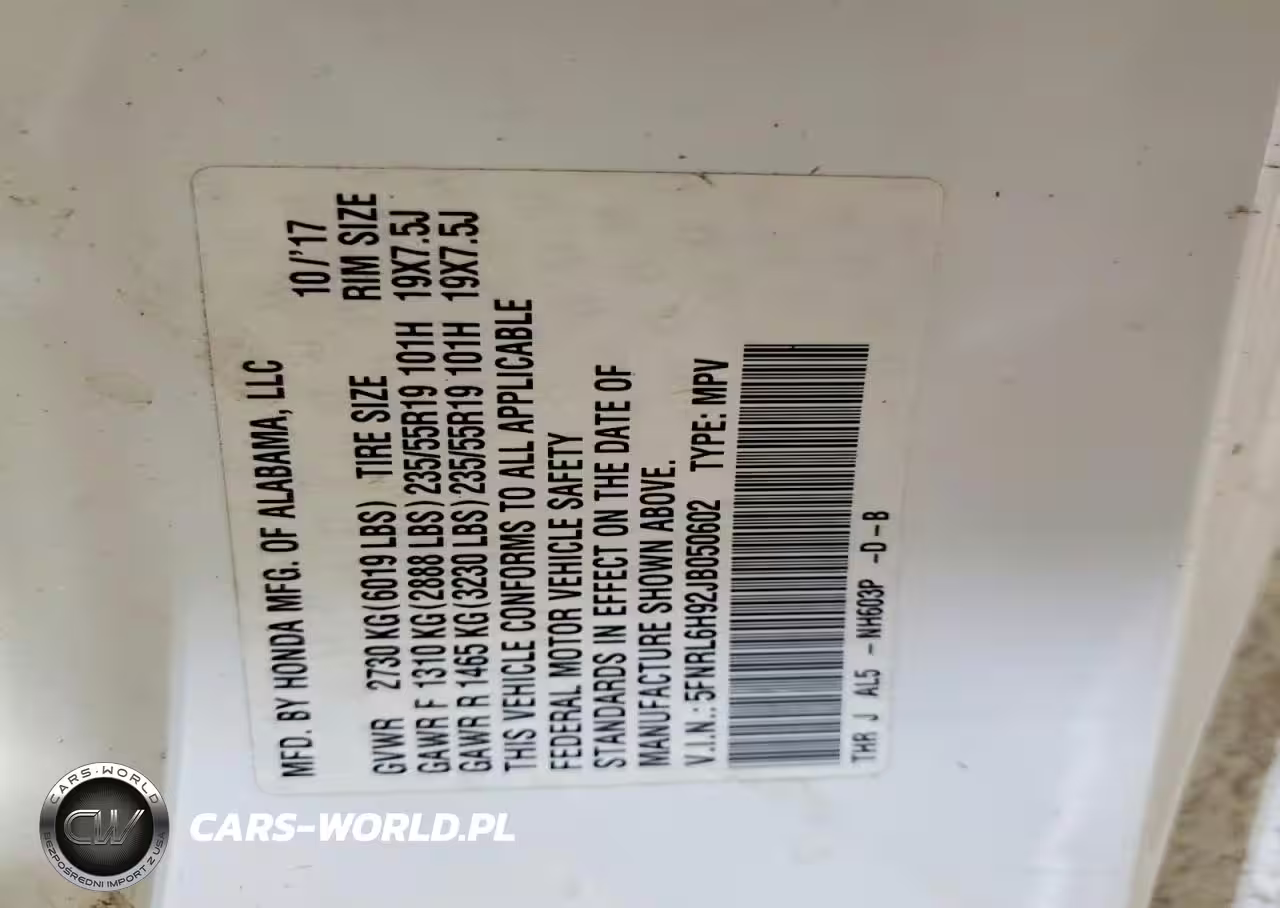 MFD. BY HONDA MFG. OF ALABAMA, LLC 10/'17
GVWR 2730 KG (6019 LBS) TIRE SIZE RIM SIZE
GAWR F 1310 KG (2888 LBS) 235/55R19 101H 19X7.5J
GAWR R 1465 KG (3230 LBS) 235/55R19 101H 19X7.5J
THIS VEHICLE CONFORMS TO ALL APPLICABLE
FEDERAL MOTOR VEHICLE SAFETY
STANDARDS IN EFFECT ON THE DATE OF
MANUFACTURE SHOWN ABOVE.
V.I.N.: 5FNRL6H92JB050602 TYPE: MPV
THR J AL5 - NH603P -D-B
CARS-WORLD
CW
BEZPOŚREDNI IMPORT Z USA
CARS-WORLD.PL